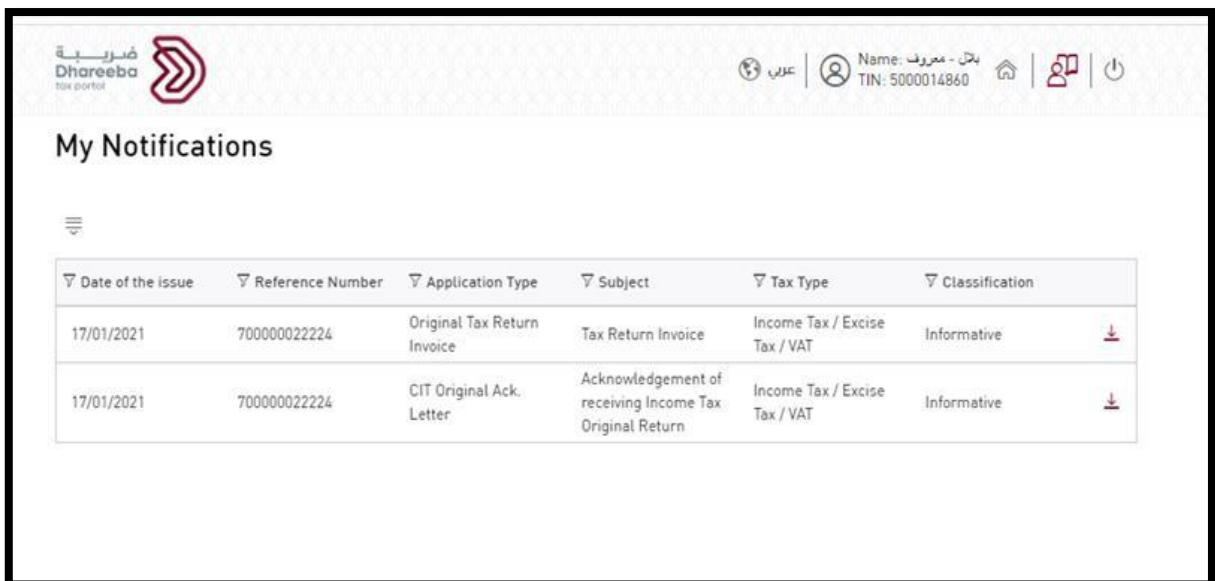 ضريبة
Dhareeba
tax portal
عربي
Name: بلال - معروف
TIN: 5000014860
My Notifications
Date of the issue Reference Number Application Type Subject Tax Type Classification
17/01/2021 700000022224 Original Tax Return Invoice Tax Return Invoice Income Tax / Excise Tax / VAT Informative
17/01/2021 700000022224 CIT Original Ack. Letter Acknowledgement of receiving Income Tax Original Return Income Tax / Excise Tax / VAT Informative